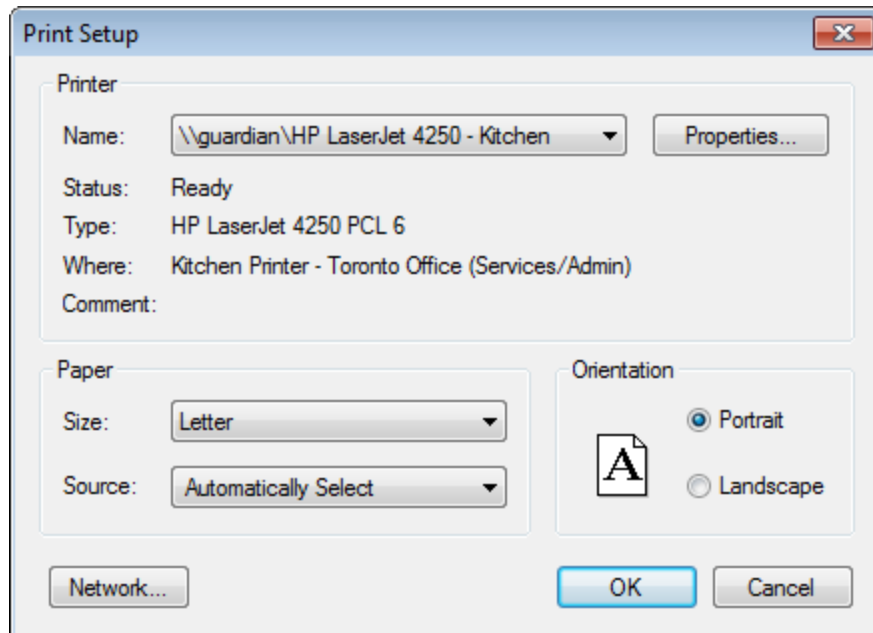 Print Setup
Printer
Name: \\guardian\HP LaserJet 4250 - Kitchen Properties...
Status: Ready
Type: HP LaserJet 4250 PCL 6
Where: Kitchen Printer - Toronto Office (Services/Admin)
Comment:
Paper
Size: Letter
Source: Automatically Select
Orientation
A
Portrait
Landscape
Network... OK Cancel